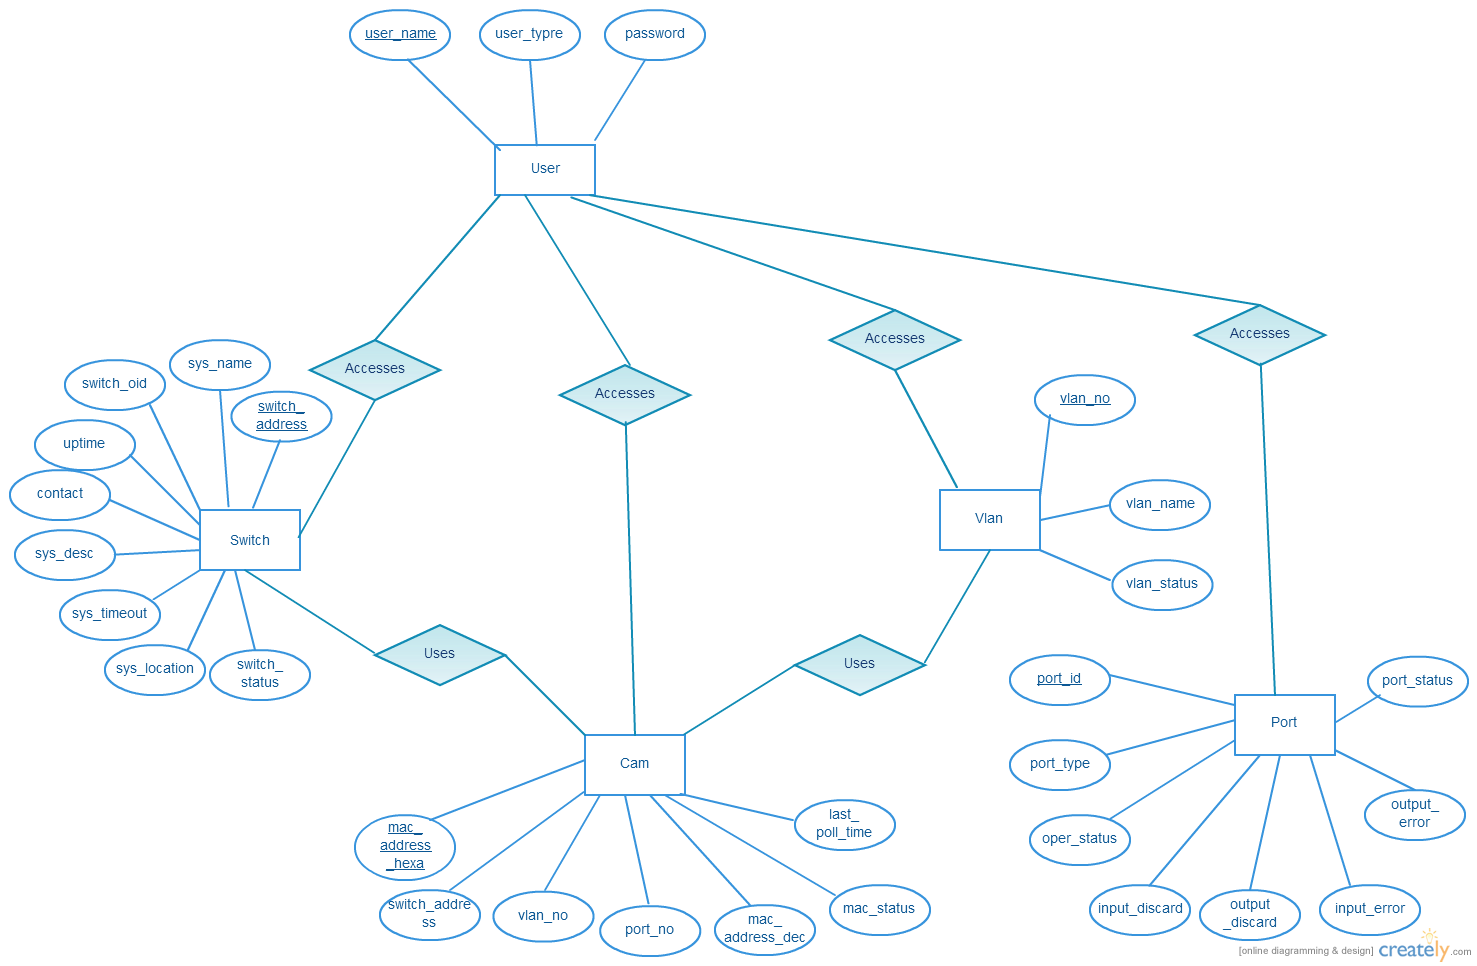 user_name
user_typre
password
User
Accesses
Accesses
Accesses
Accesses
sys_name
switch_oid
switch_
address
uptime
contact
sys_desc
sys_timeout
sys_location
switch_
status
Switch
vlan_no
vlan_name
vlan_status
Vlan
Uses
Uses
port_id
port_type
oper_status
input_discard
output
_discard
input_error
output_
error
port_status
Port
Cam
mac_
address
_hexa
switch_addre
ss
vlan_no
port_no
mac_
address_dec
mac_status
last_
poll_time
[online diagramming & design] creately.com